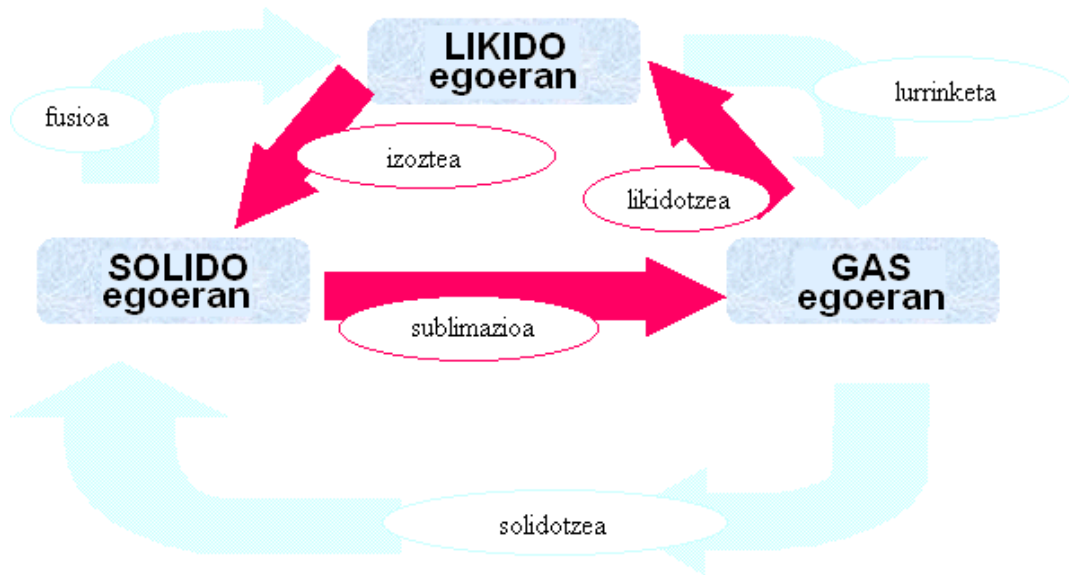 LIKIDO
egoeran
fusioa
lurrinketa
izoztea
likidotzea
SOLIDO
egoeran
GAS
egoeran
sublimazioa
solidotzea